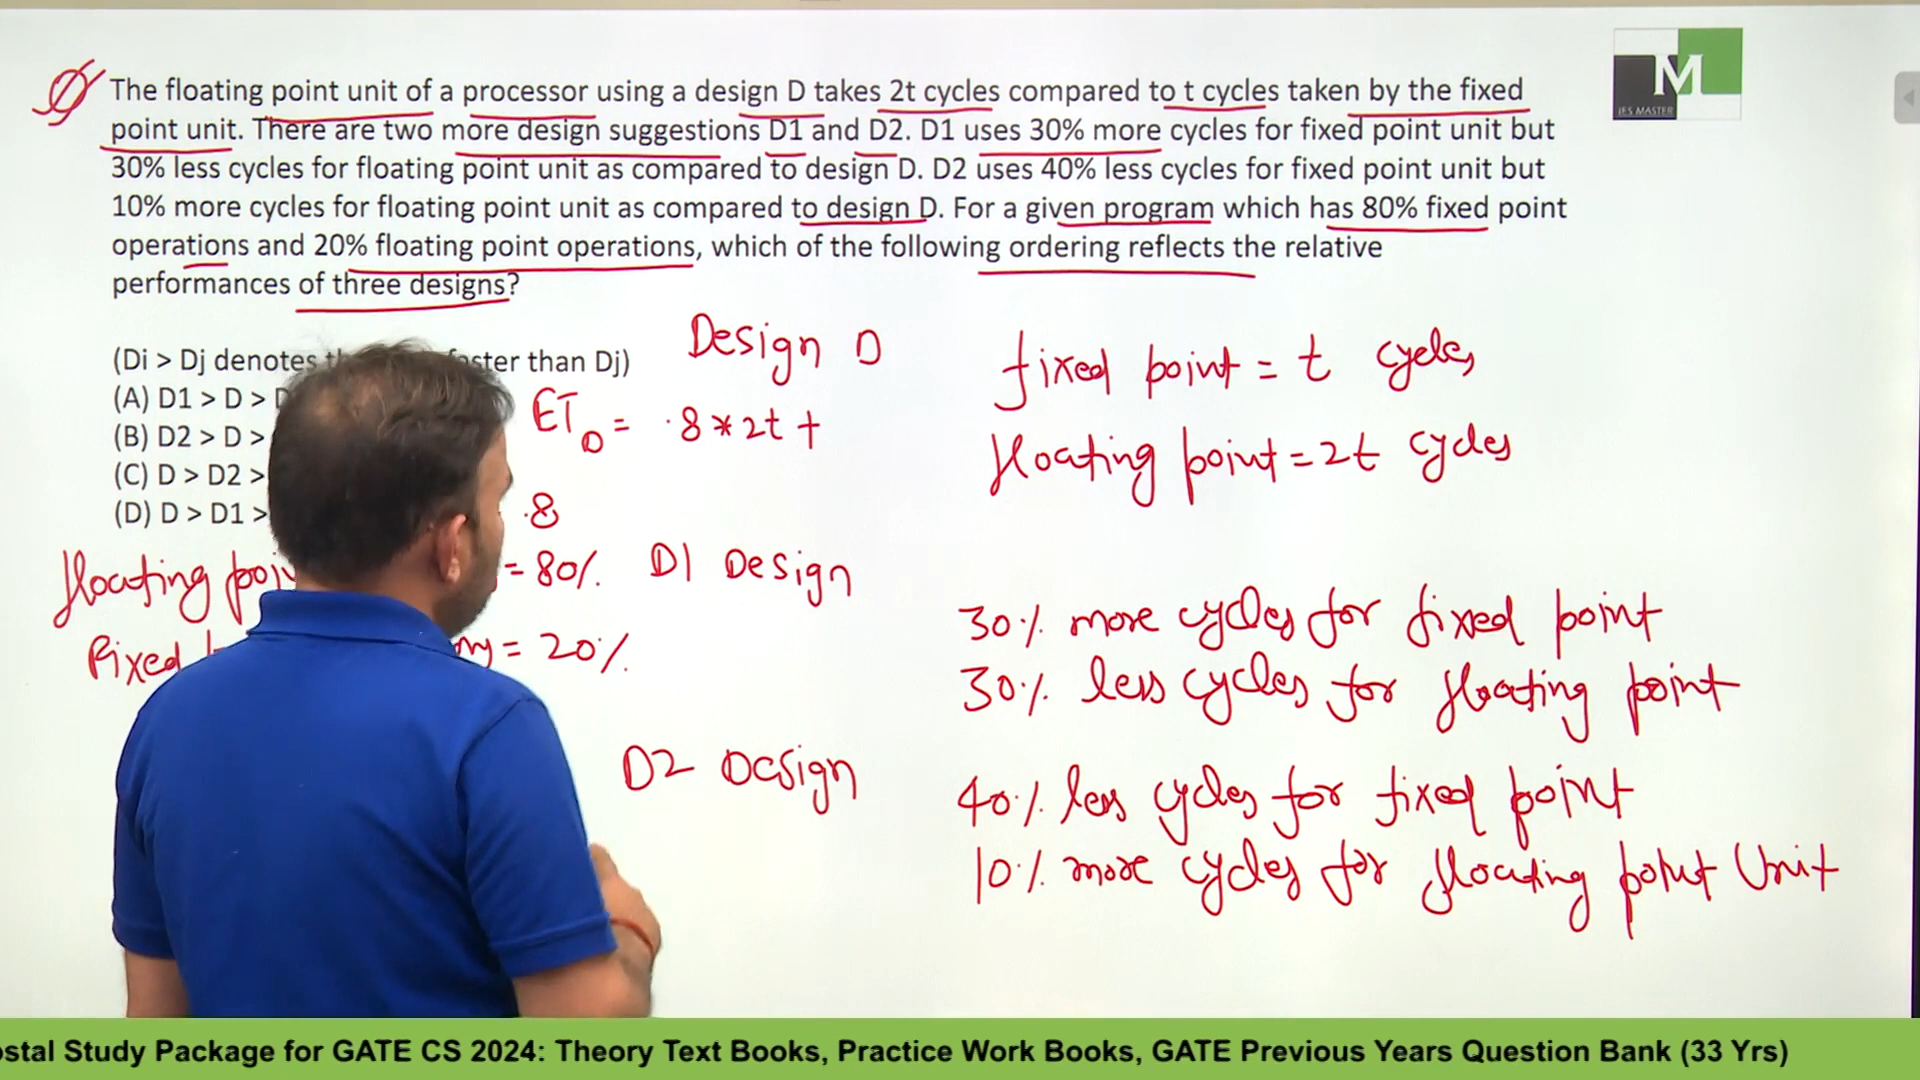 The floating point unit of a processor using a design D takes 2t cycles compared to t cycles taken by the fixed
point unit. There are two more design suggestions D1 and D2. D1 uses 30% more cycles for fixed point unit but
30% less cycles for floating point unit as compared to design D. D2 uses 40% less cycles for fixed point unit but
10% more cycles for floating point unit as compared to design D. For a given program which has 80% fixed point
operations and 20% floating point operations, which of the following ordering reflects the relative
performances of three designs?
M
IES MASTER
(Di > Dj denotes faster than Dj)
(A) D1 > D >
(B) D2 > D >
(C) D > D2 >
(D) D > D1 >
Design D
ET D = .8*2t +
.8
fixed point = t cycles
floating point = 2t cycles
floating = 80%
Fixed = 20%
D1 Design
30% more cycles for fixed point
30% less cycles for floating point
D2 Design
40% less cycles for fixed point
10% more cycles for floating point Unit
ostal Study Package for GATE CS 2024: Theory Text Books, Practice Work Books, GATE Previous Years Question Bank (33 Yrs)